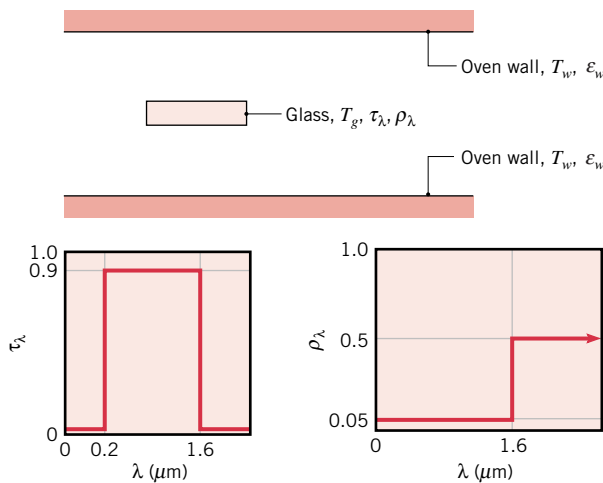 Oven wall, T_w, ε_w
Glass, T_g, τ_λ, ρ_λ
Oven wall, T_w, ε_w
1.0
0.9
τ_λ
0
0
0.2
1.6
λ (μm)
1.0
0.5
ρ_λ
0.05
0
1.6
λ (μm)